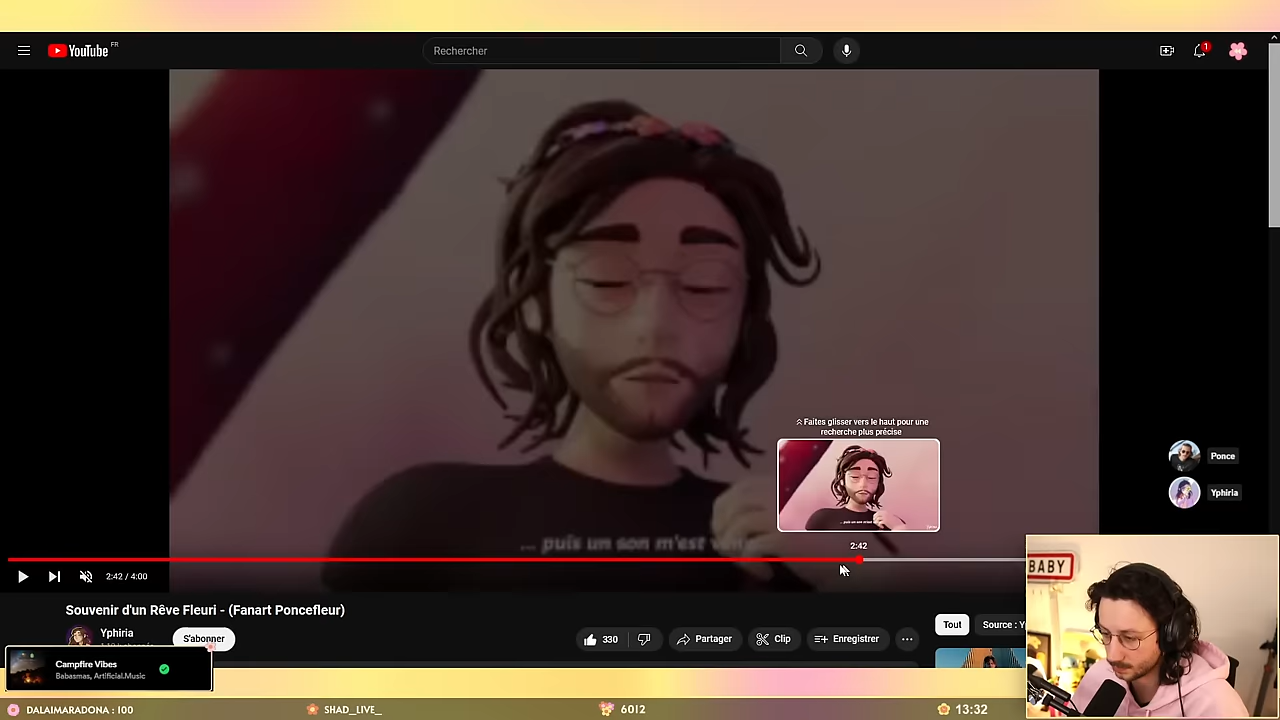 YouTube FR
Rechercher
1
Faites glisser vers le haut pour une
recherche plus précise
... puis un son m'est
2:42
Ponce
Yphiria
2:42 / 4:00
BABY
Souvenir d'un Rêve Fleuri - (Fanart Poncefleur)
Yphiria
S'abonner
330
Partager
Clip
Enregistrer
Tout
Source : Y
Campfire Vibes
Babasmas, Artificial.Music
DALAIMARADONA : 100
SHAD_LIVE_
6012
13:32